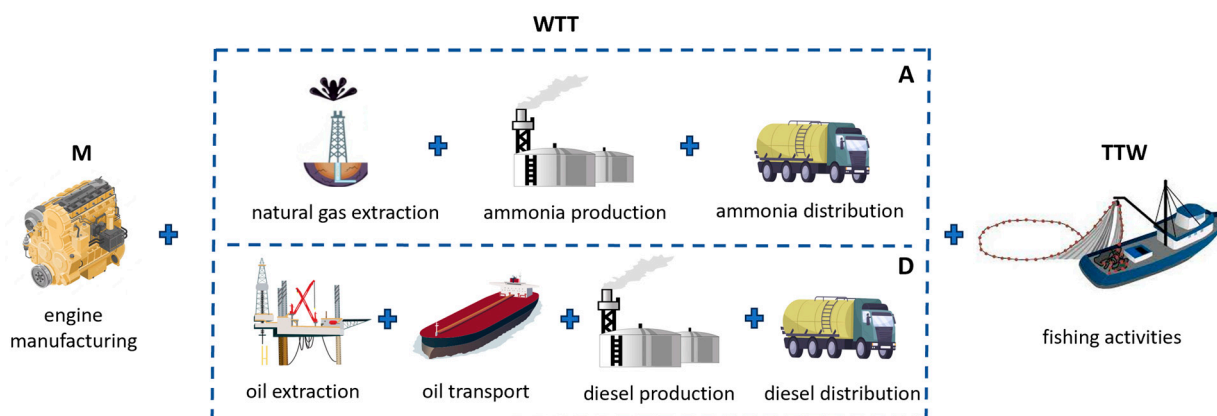 WTT
A
natural gas extraction
ammonia production
ammonia distribution
M
engine
manufacturing
TTW
fishing activities
D
oil extraction
oil transport
diesel production
diesel distribution